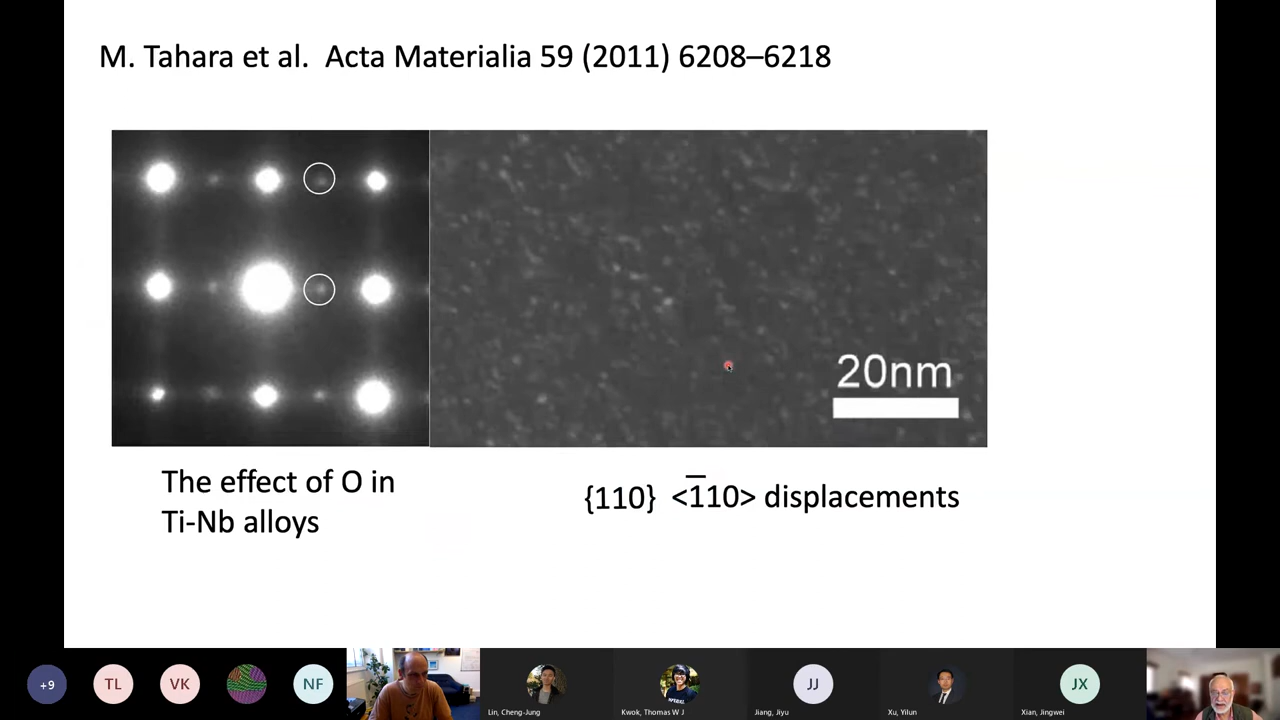 M. Tahara et al. Acta Materialia 59 (2011) 6208–6218
20nm
The effect of O in
Ti-Nb alloys
{110} <1̅10> displacements
+9
TL
VK
NF
Lin, Cheng-Jung
Kwok, Thomas W J
JJ
Jiang, Jiyu
Xu, Yilun
JX
Xian, Jingwei